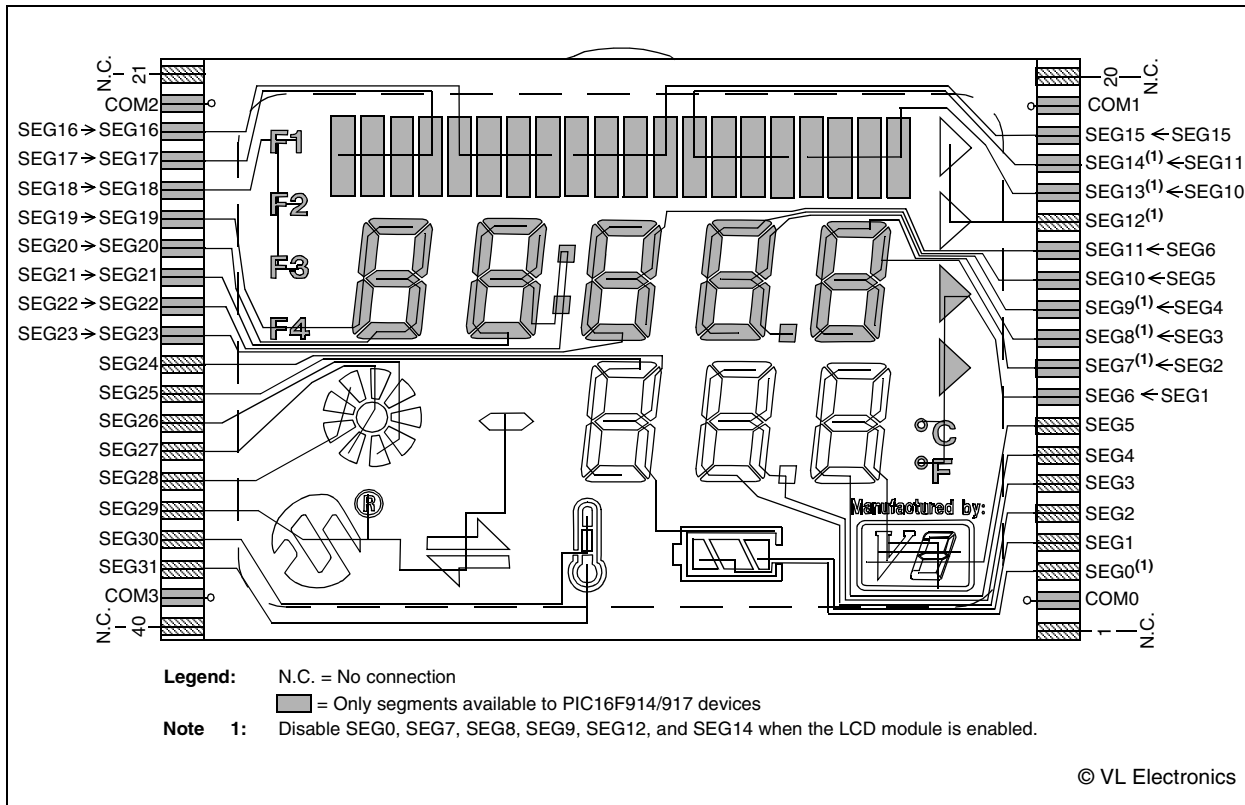 N.C.
21
COM2
SEG16→SEG16
SEG17→SEG17
SEG18→SEG18
SEG19→SEG19
SEG20→SEG20
SEG21→SEG21
SEG22→SEG22
SEG23→SEG23
SEG24
SEG25
SEG26
SEG27
SEG28
SEG29
SEG30
SEG31
COM3
N.C.
40
F1
F2
F3
F4
®
°C
°F
Manufactured by:
20
N.C.
COM1
SEG15←SEG15
SEG14(1)←SEG11
SEG13(1)←SEG10
SEG12(1)
SEG11←SEG6
SEG10←SEG5
SEG9(1)←SEG4
SEG8(1)←SEG3
SEG7(1)←SEG2
SEG6←SEG1
SEG5
SEG4
SEG3
SEG2
SEG1
SEG0(1)
COM0
1
N.C.
Legend: N.C. = No connection
= Only segments available to PIC16F914/917 devices
Note 1: Disable SEG0, SEG7, SEG8, SEG9, SEG12, and SEG14 when the LCD module is enabled.
© VL Electronics